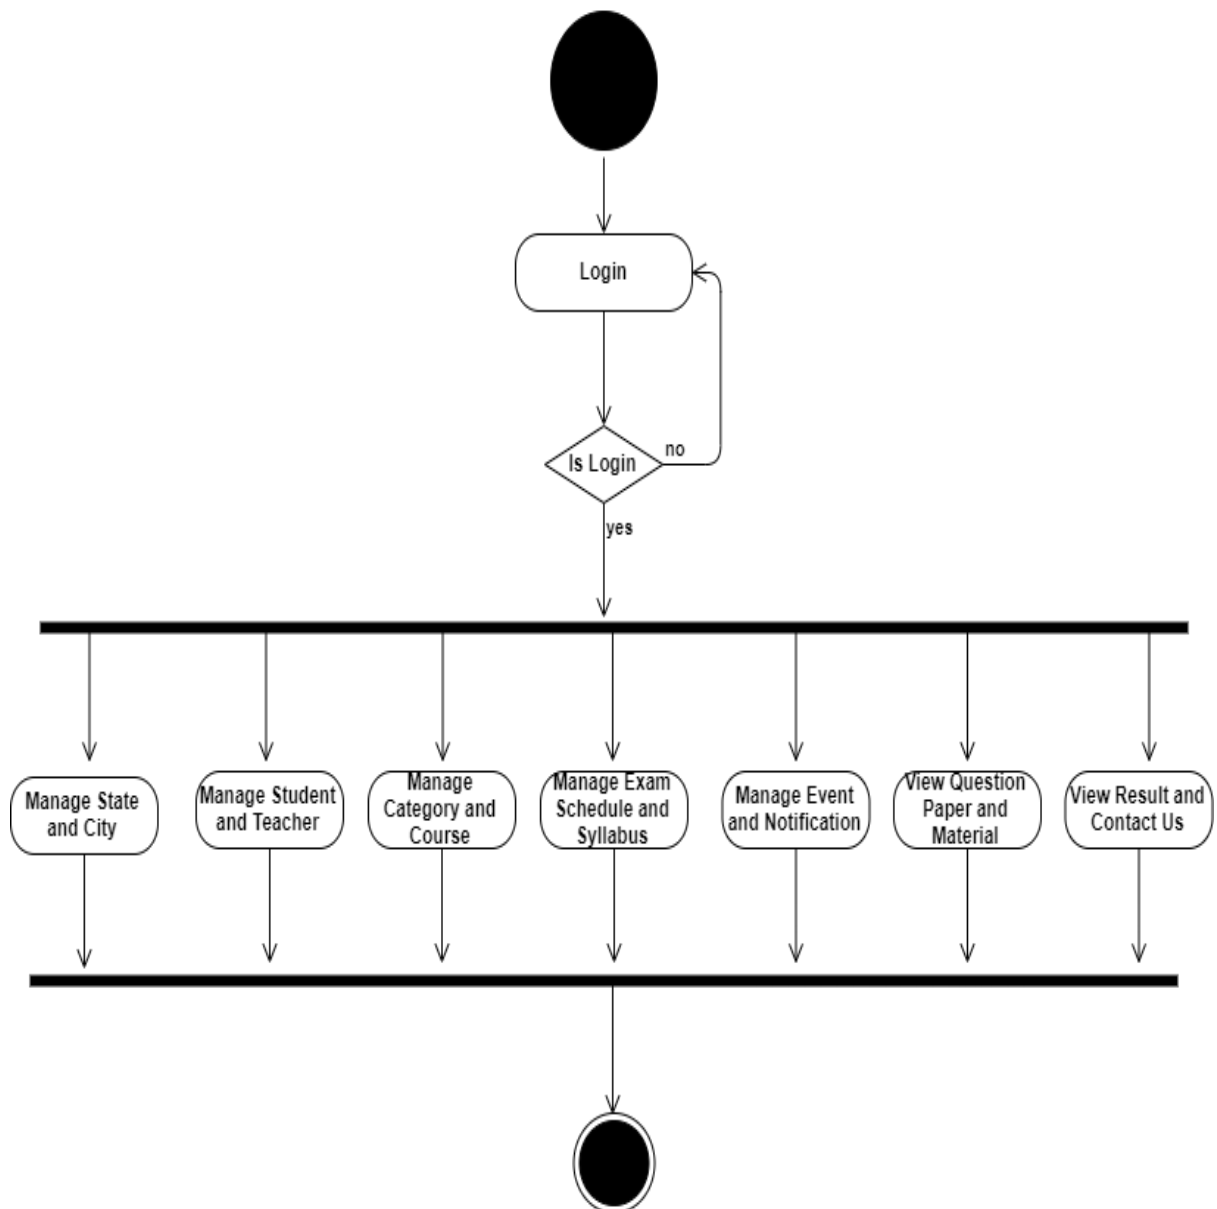 Login
Is Login
no
yes
Manage State
and City
Manage Student
and Teacher
Manage
Category and
Course
Manage Exam
Schedule and
Syllabus
Manage Event
and Notification
View Question
Paper and
Material
View Result and
Contact Us